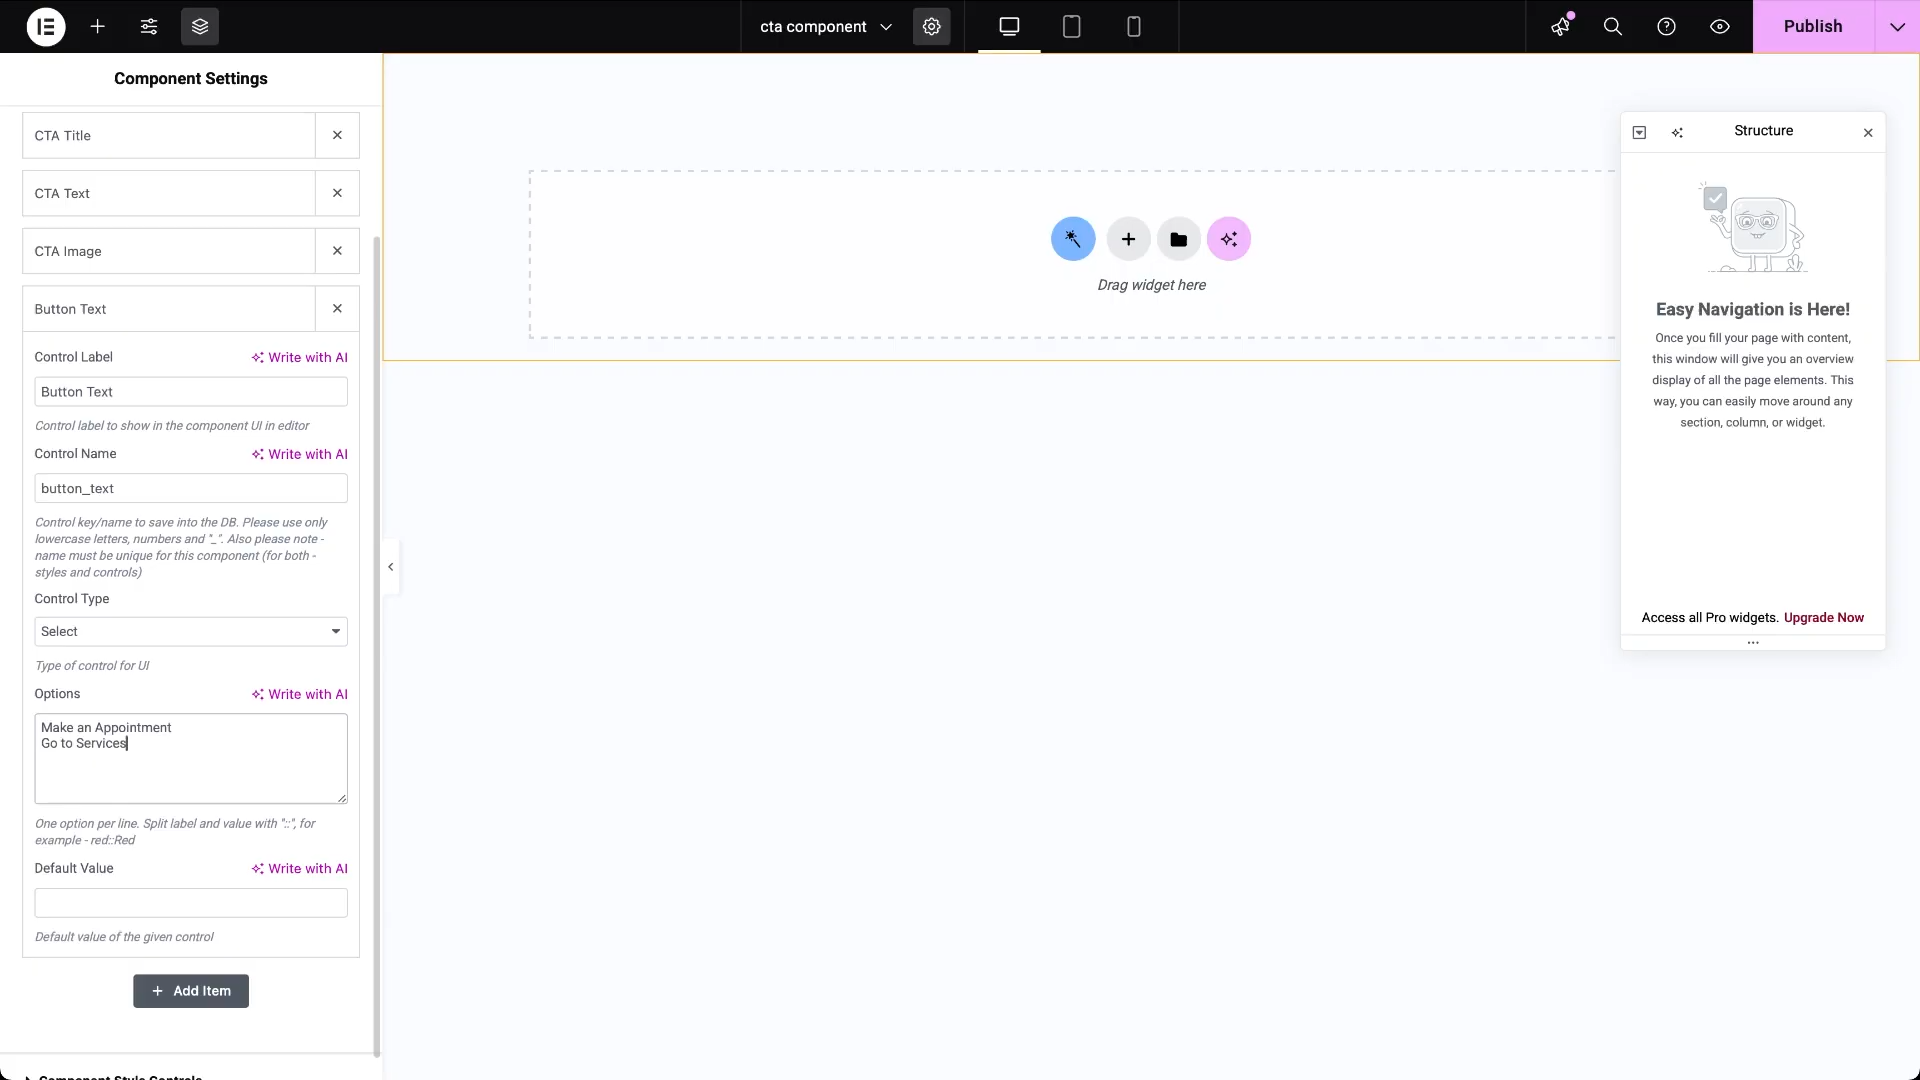 cta component
Publish
Component Settings
CTA Title
CTA Text
CTA Image
Button Text
Control Label
Write with AI
Button Text
Control label to show in the component UI in editor
Control Name
Write with AI
button_text
Control key/name to save into the DB. Please use only
lowercase letters, numbers and "_". Also please note -
name must be unique for this component (for both -
styles and controls)
Control Type
Select
Type of control for UI
Options
Write with AI
Make an Appointment
Go to Services
One option per line. Split label and value with "::", for
example - red::Red
Default Value
Write with AI
Default value of the given control
+ Add Item
Component Style Controls
Drag widget here
Structure
Easy Navigation is Here!
Once you fill your page with content,
this window will give you an overview
display of all the page elements. This
way, you can easily move around any
section, column, or widget.
Access all Pro widgets. Upgrade Now